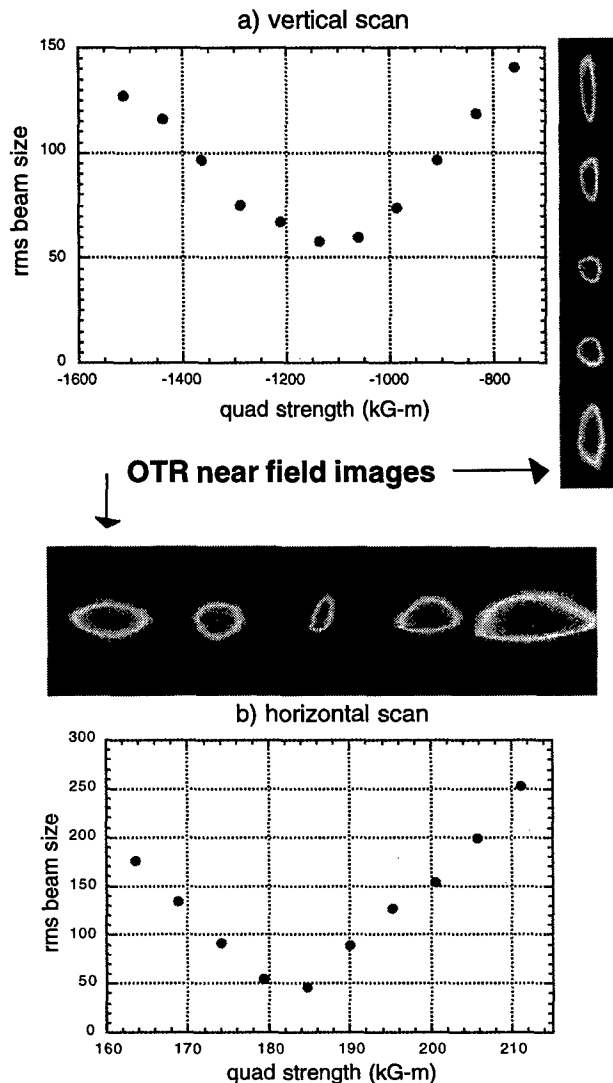 a) vertical scan
150
100
50
0
rms beam size
-1600 -1400 -1200 -1000 -800
quad strength (kG-m)
OTR near field images
b) horizontal scan
300
250
200
150
100
50
0
rms beam size
160 170 180 190 200 210
quad strength (kG-m)